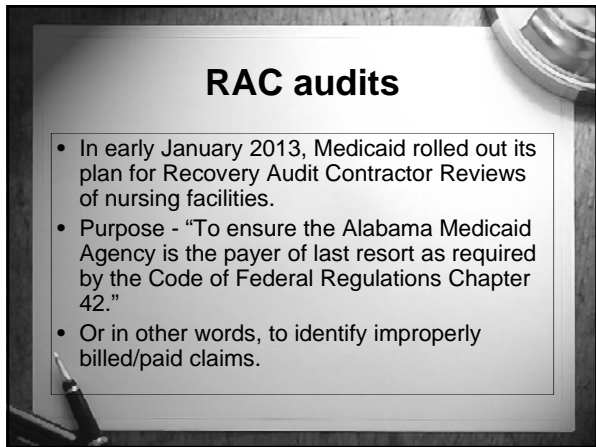 RAC audits
• In early January 2013, Medicaid rolled out its
plan for Recovery Audit Contractor Reviews
of nursing facilities.
• Purpose - “To ensure the Alabama Medicaid
Agency is the payer of last resort as required
by the Code of Federal Regulations Chapter
42.”
• Or in other words, to identify improperly
billed/paid claims.